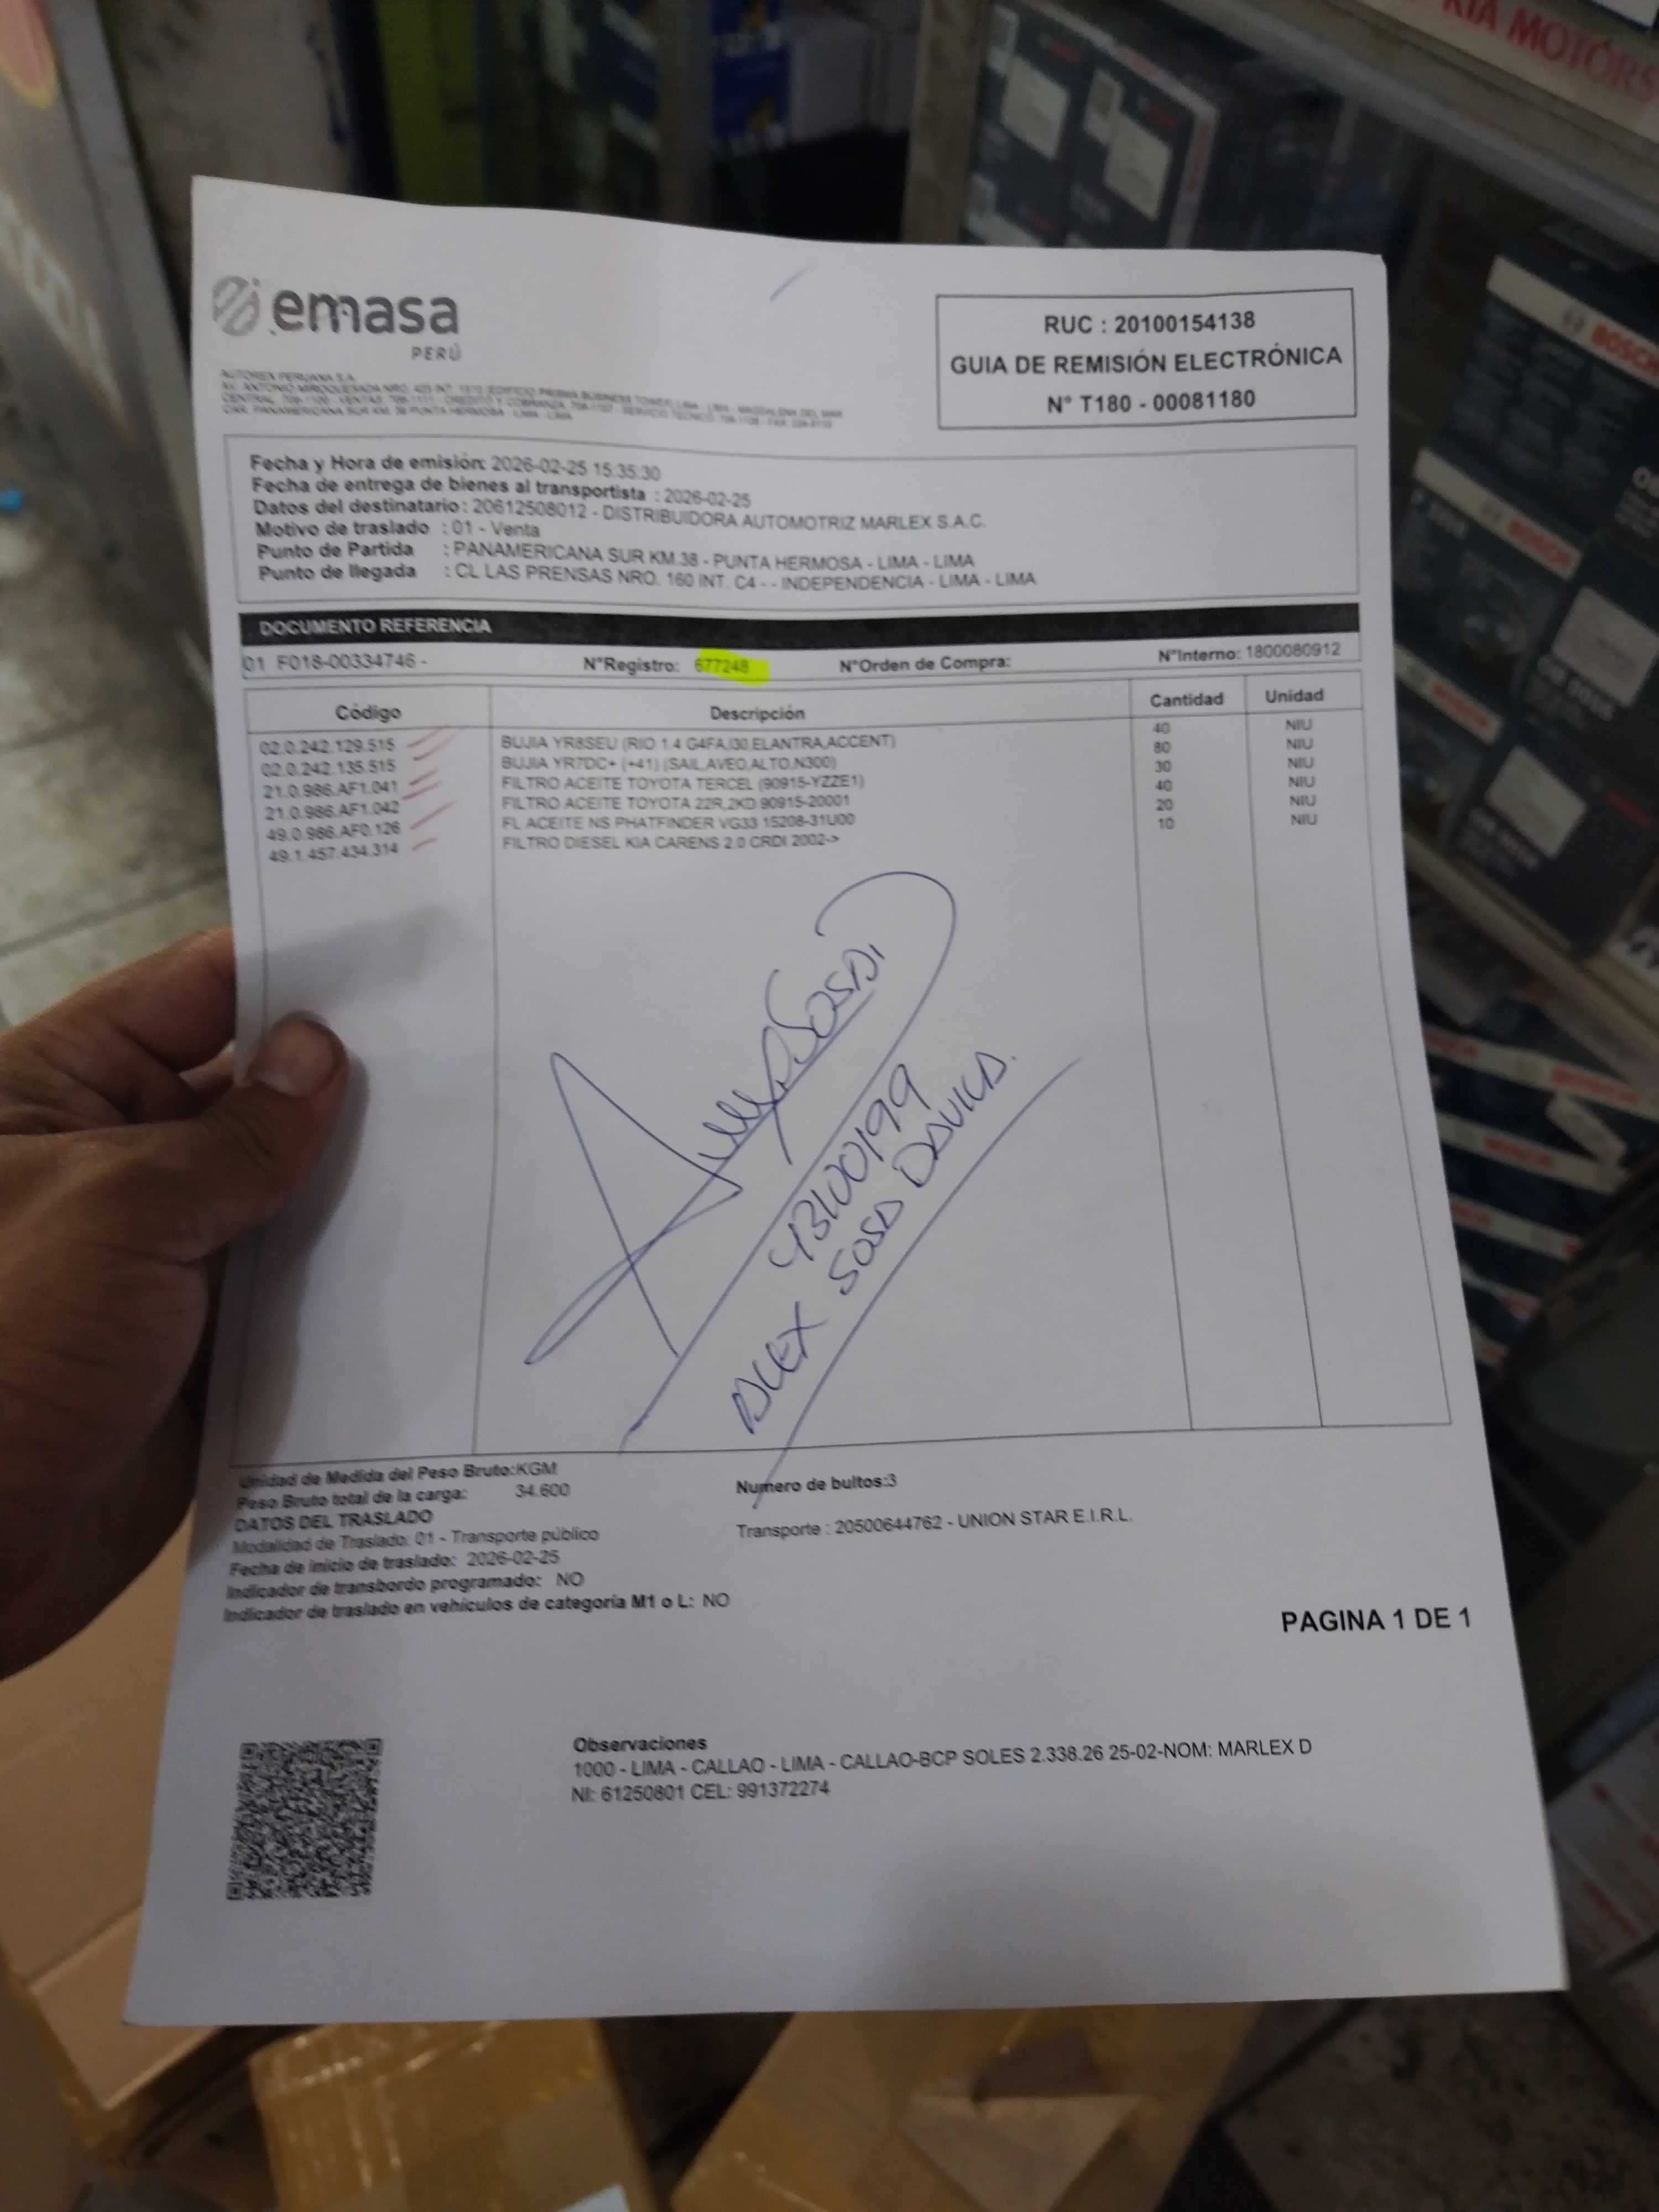 emasa
PERÚ
AUTOREX PERUANA S.A.
RUC : 20100154138
GUIA DE REMISIÓN ELECTRÓNICA
N° T180 - 00081180
Fecha y Hora de emisión: 2026-02-25 15:35:30
Fecha de entrega de bienes al transportista : 2026-02-25
Datos del destinatario : 20612508012 - DISTRIBUIDORA AUTOMOTRIZ MARLEX S.A.C.
Motivo de traslado : 01 - Venta
Punto de Partida : PANAMERICANA SUR KM.38 - PUNTA HERMOSA - LIMA - LIMA
Punto de llegada : CL LAS PRENSAS NRO. 160 INT. C4 - - INDEPENDENCIA - LIMA - LIMA
DOCUMENTO REFERENCIA
01 F018-00334746 - N°Registro: 677248 N°Orden de Compra: N°Interno: 1800080912
Código Descripción Cantidad Unidad
02.0.242.129.515 BUJIA YR8SEU (RIO 1.4 G4FA,I30,ELANTRA,ACCENT) 40 NIU
02.0.242.135.515 BUJIA YR7DC+ (+41) (SAIL,AVEO,ALTO,N300) 80 NIU
21.0.986.AF1.041 FILTRO ACEITE TOYOTA TERCEL (90915-YZZE1) 30 NIU
21.0.986.AF1.042 FILTRO ACEITE TOYOTA 22R,2KD 90915-20001 40 NIU
49.0.986.AF0.126 FL ACEITE NS PHATFINDER VG33 15208-31U00 20 NIU
49.1.457.434.314 FILTRO DIESEL KIA CARENS 2.0 CRDI 2002-> 10 NIU
43100199
ALEX SOSA DAVILA.
Unidad de Medida del Peso Bruto:KGM
Peso Bruto total de la carga: 34.600
Numero de bultos:3
DATOS DEL TRASLADO
Modalidad de Traslado: 01 - Transporte público
Transporte : 20500644762 - UNION STAR E.I.R.L.
Fecha de inicio de traslado: 2026-02-25
Indicador de transbordo programado: NO
Indicador de traslado en vehículos de categoría M1 o L: NO
PAGINA 1 DE 1
Observaciones
1000 - LIMA - CALLAO - LIMA - CALLAO-BCP SOLES 2.338.26 25-02-NOM: MARLEX D
NI: 61250801 CEL: 991372274
KIA MOTORS
BOSCH
BOSCH